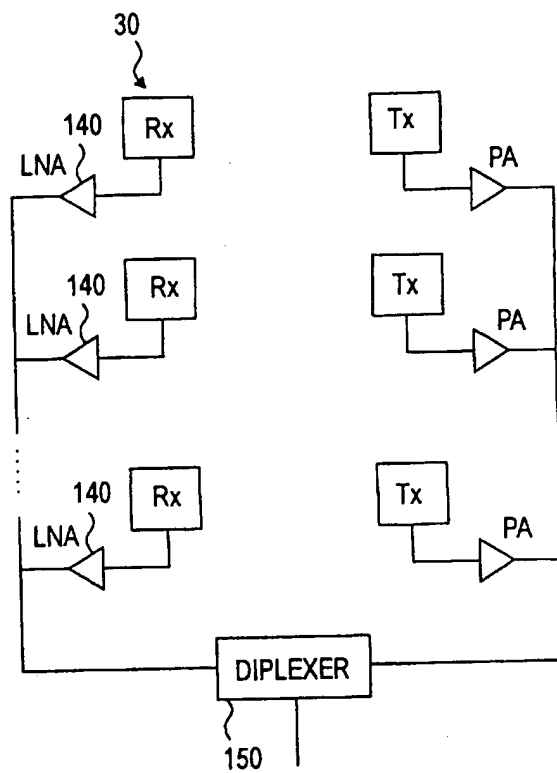 30
140
LNA
Rx
Tx
PA
140
LNA
Rx
Tx
PA
140
LNA
Rx
Tx
PA
DIPLEXER
150